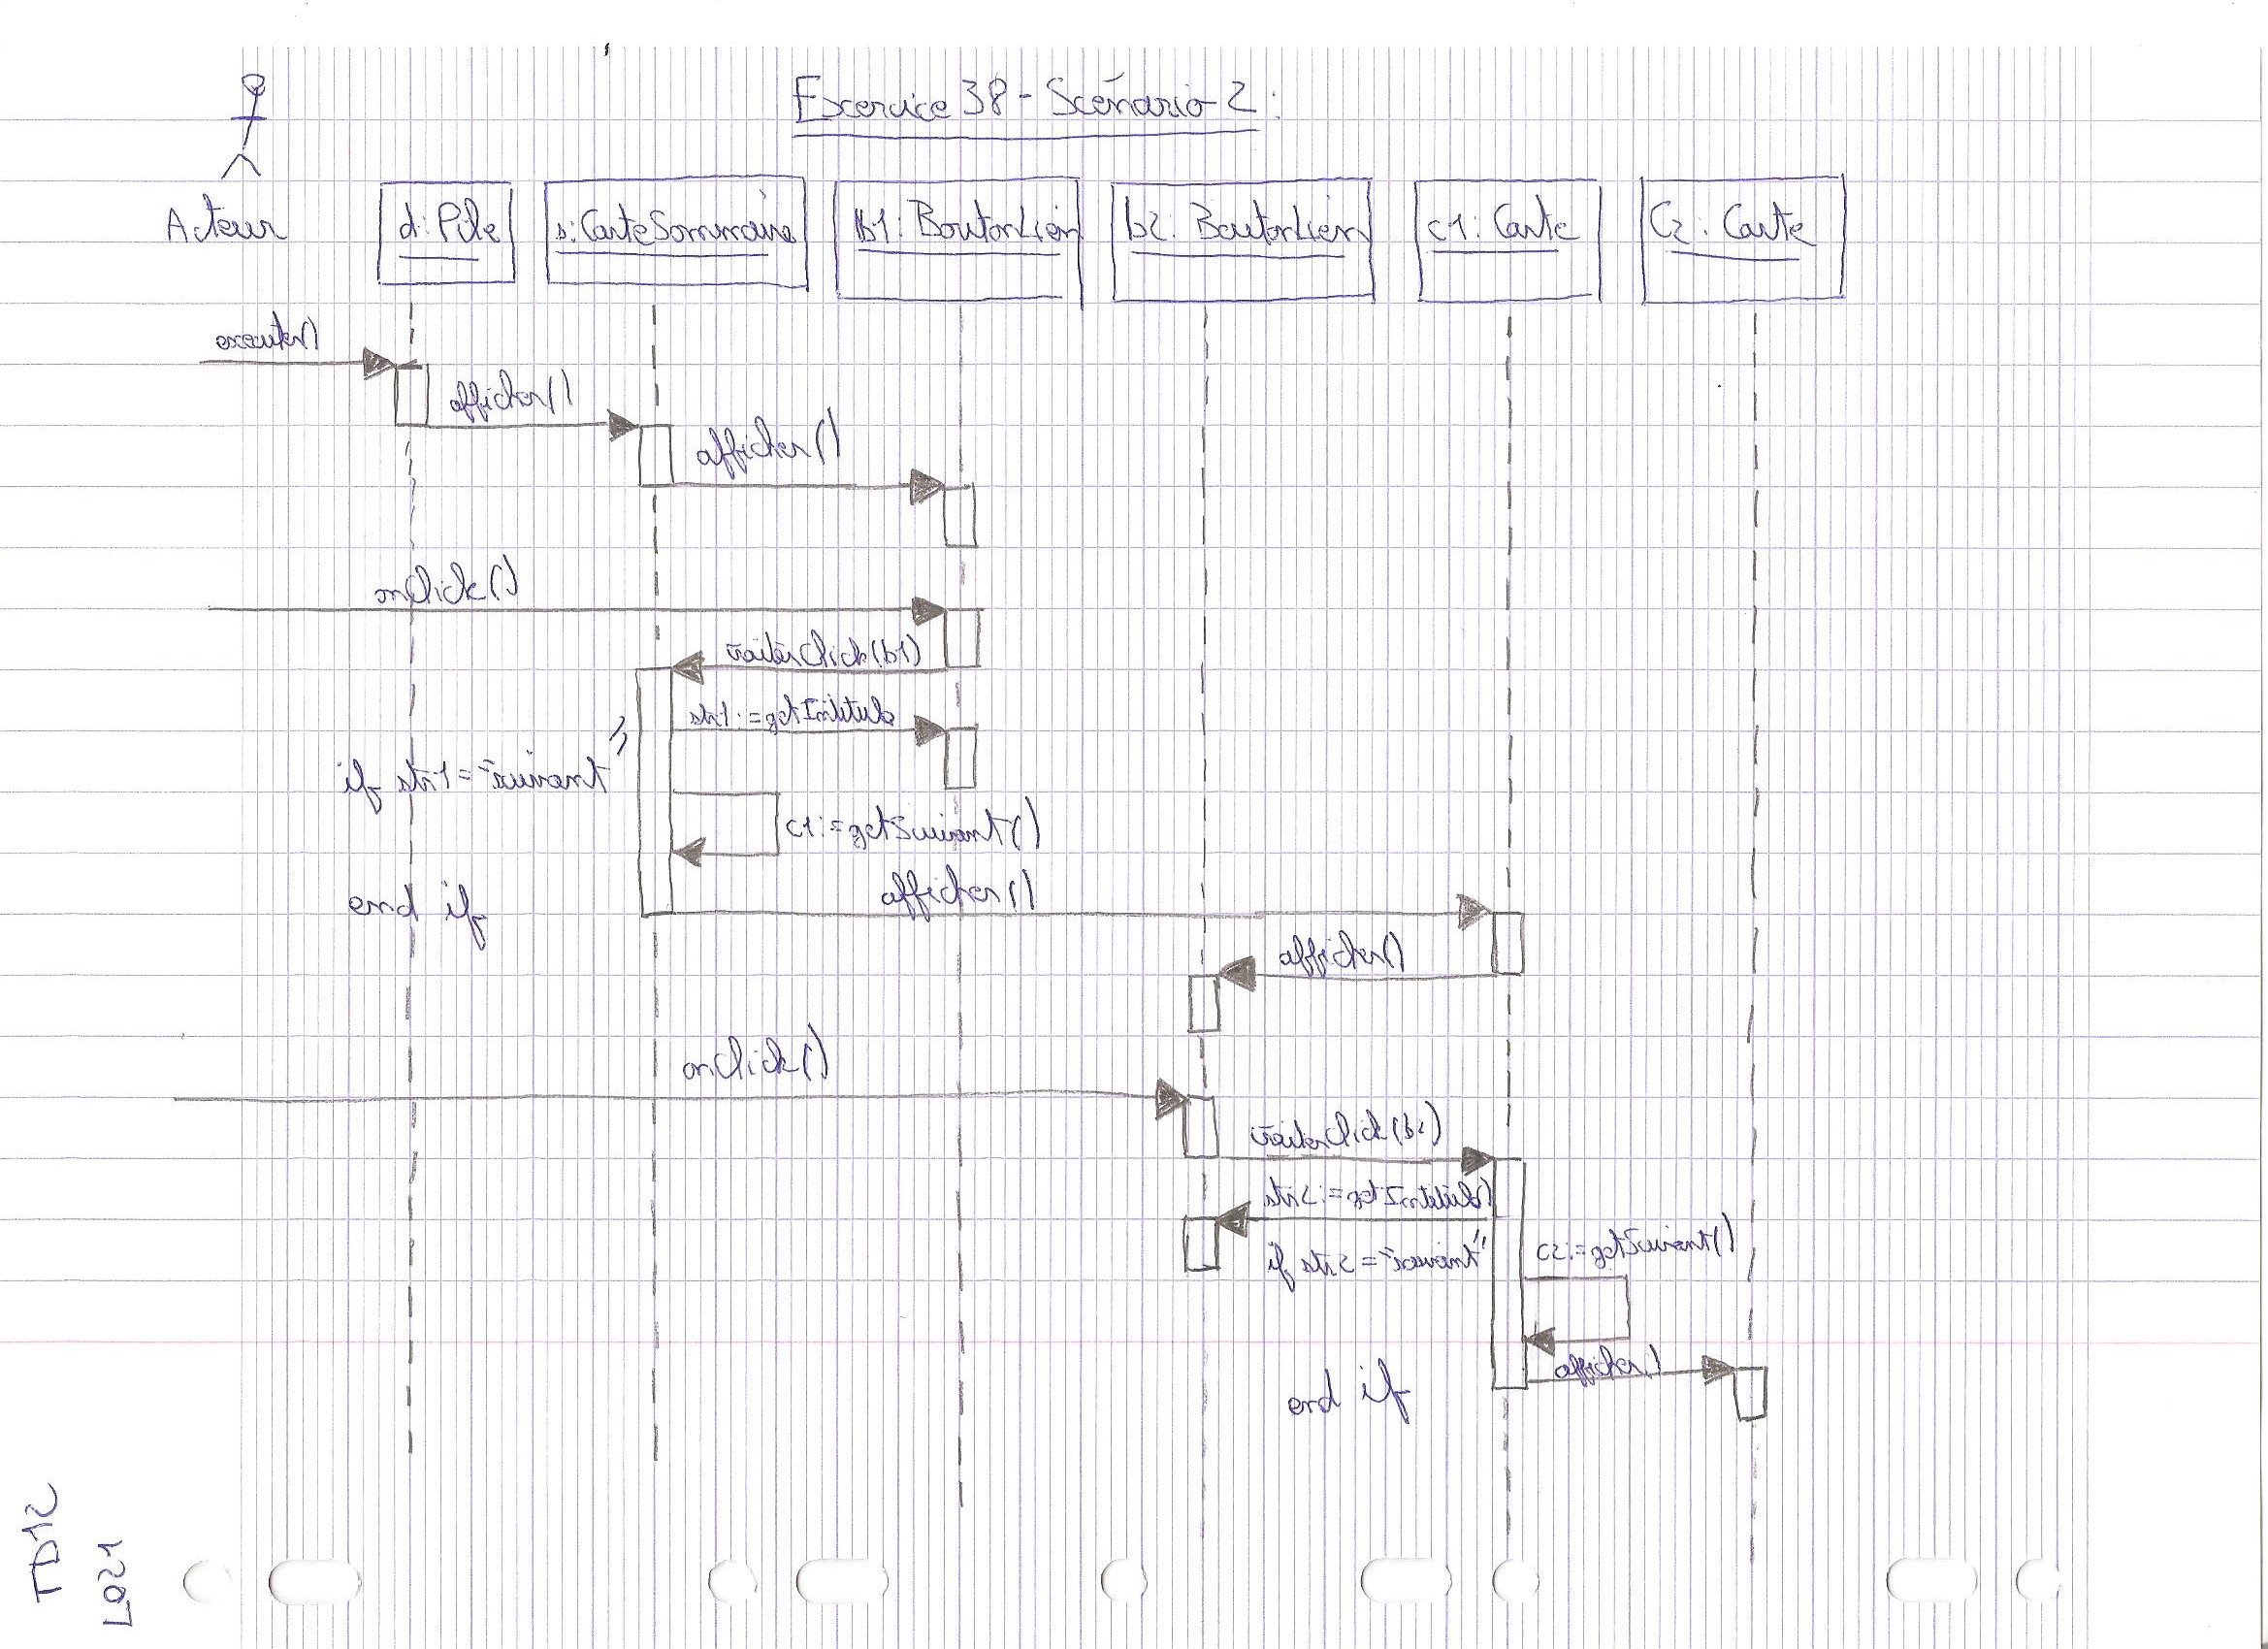 Excercice 38 - Scénario 2 :
Acteur
d : Pile
s : CarteSommaire
b1 : BoutonLien
b2 : BoutonLien
c1 : Carte
C2 : Carte
executer()
afficher()
afficher()
onClick()
traiterClick(b1)
str1 := getIntitule
if str1 = "suivant"
c1 := getSuivant()
afficher()
end if
afficher()
onClick()
traiterClick(b2)
str2 := getIntitule()
if str2 = "suivant"
c2 := getSuivant()
afficher()
end if
TD12
LO21